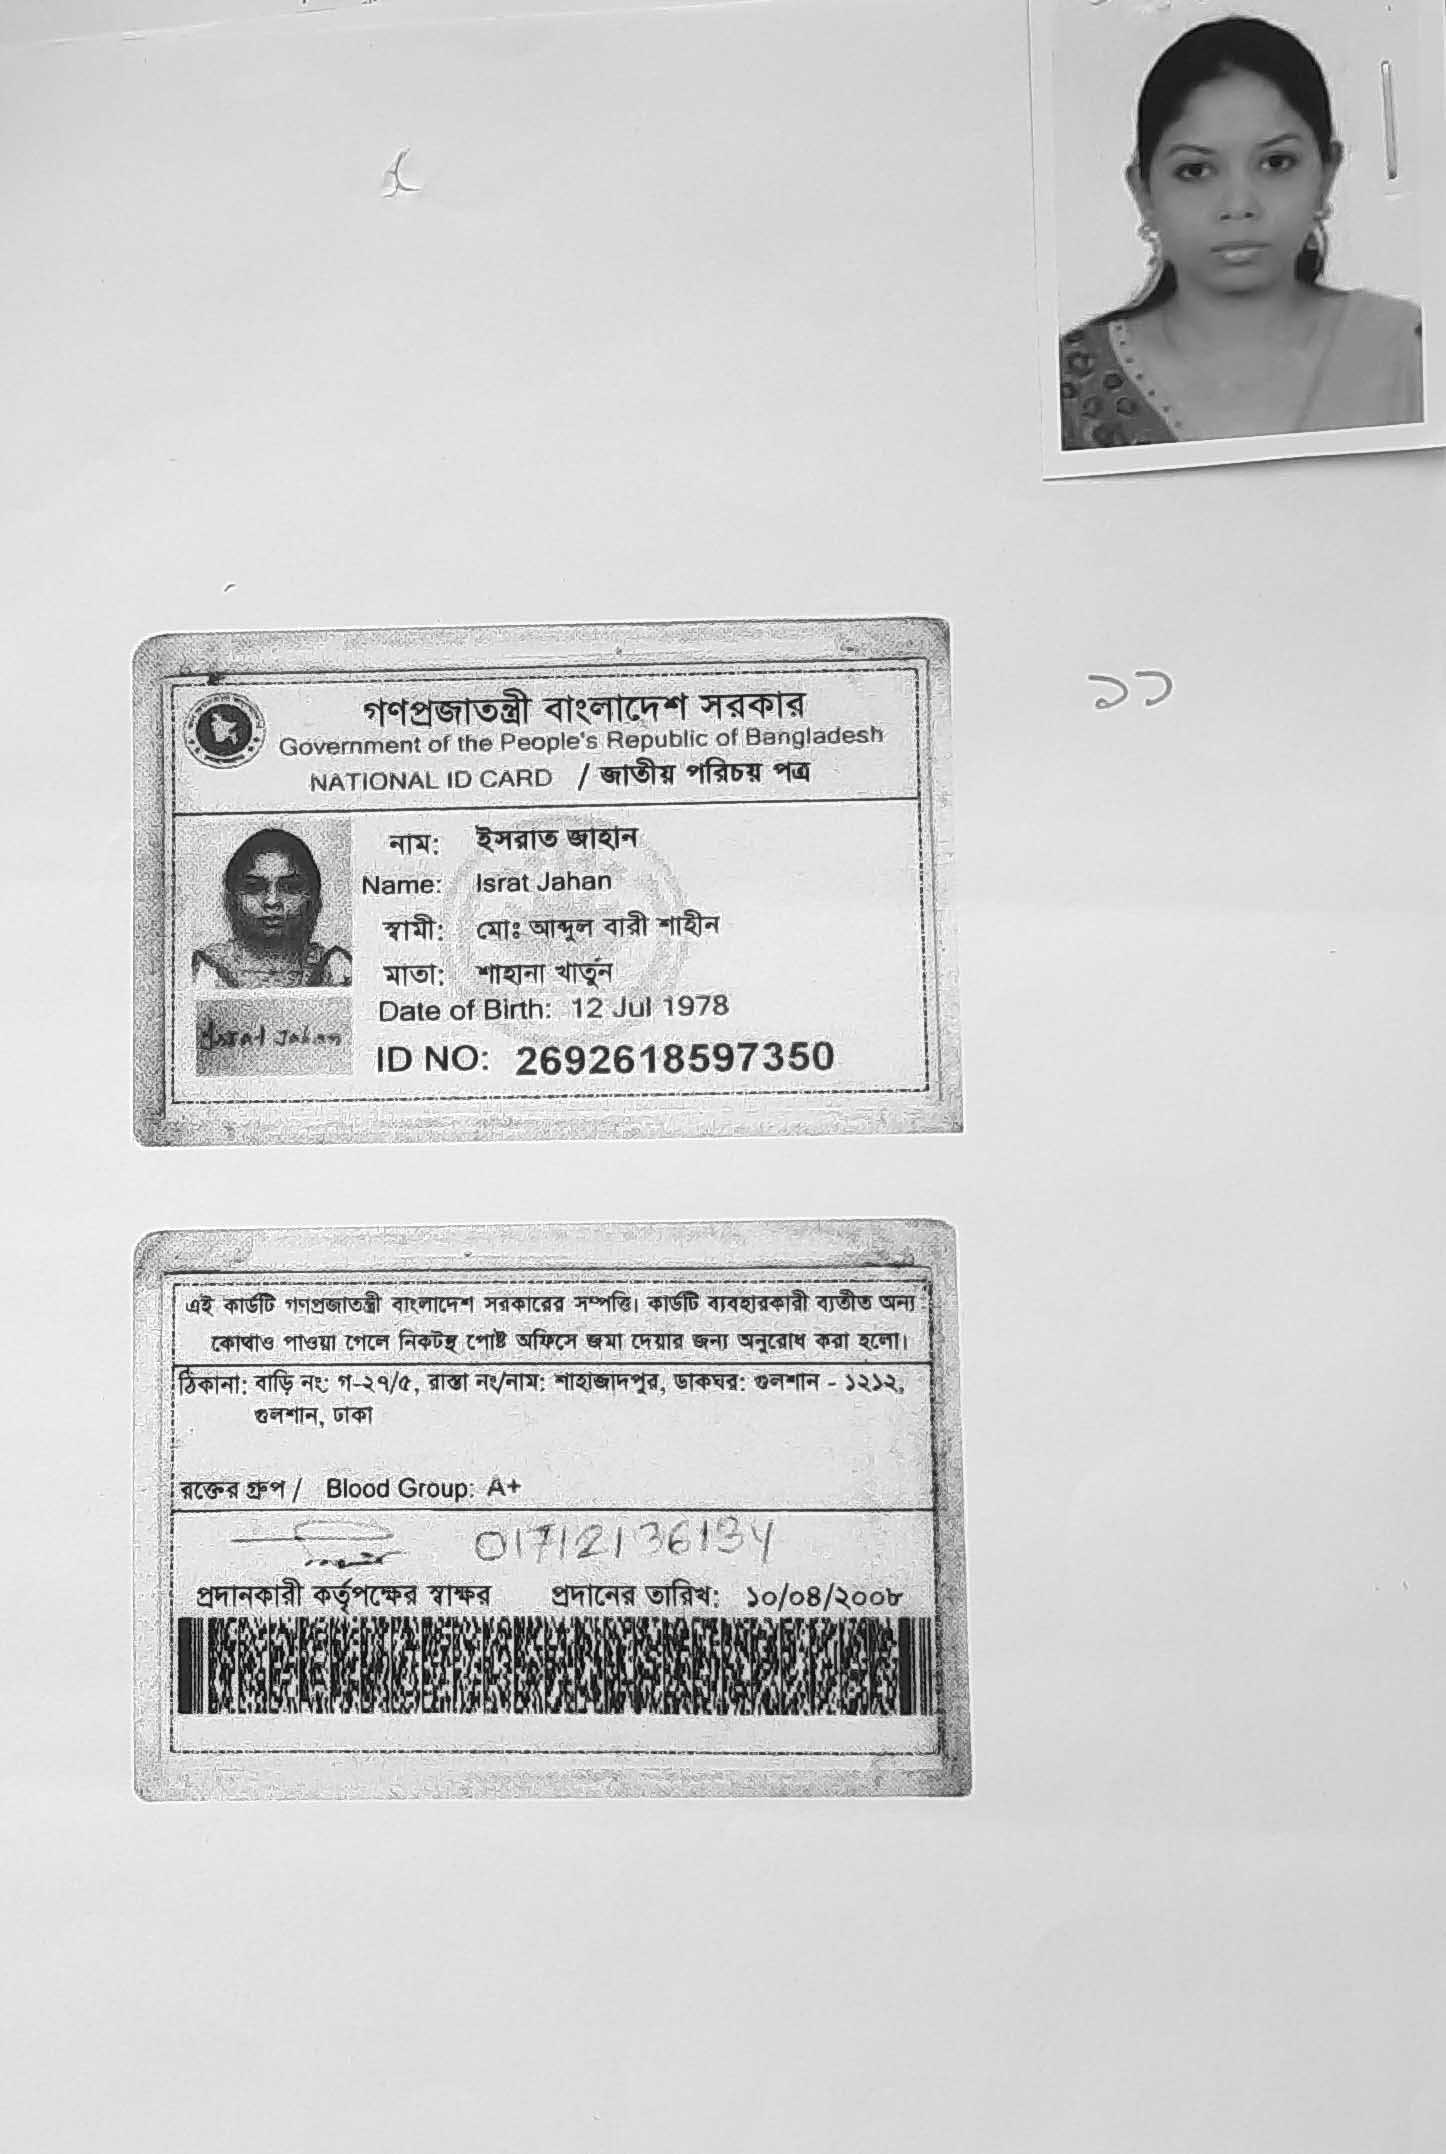 ১১
গণপ্রজাতন্ত্রী বাংলাদেশ সরকার
Government of the People's Republic of Bangladesh
NATIONAL ID CARD / জাতীয় পরিচয় পত্র
নাম: ইসরাত জাহান
Name: Israt Jahan
স্বামী: মোঃ আব্দুল বারী শাহীন
মাতা: শাহানা খাতুন
Date of Birth: 12 Jul 1978
Israt Jahan
ID NO: 2692618597350
এই কার্ডটি গণপ্রজাতন্ত্রী বাংলাদেশ সরকারের সম্পত্তি। কার্ডটি ব্যবহারকারী ব্যতীত অন্য
কোথাও পাওয়া গেলে নিকটস্থ পোষ্ট অফিসে জমা দেয়ার জন্য অনুরোধ করা হলো।
ঠিকানা: বাড়ি নং: গ-২৭/৫, রাস্তা নং/নাম: শাহাজাদপুর, ডাকঘর: গুলশান - ১২১২,
গুলশান, ঢাকা
রক্তের গ্রুপ / Blood Group: A+
01712136134
প্রদানকারী কর্তৃপক্ষের স্বাক্ষর প্রদানের তারিখ: ১০/০৪/২০০৮